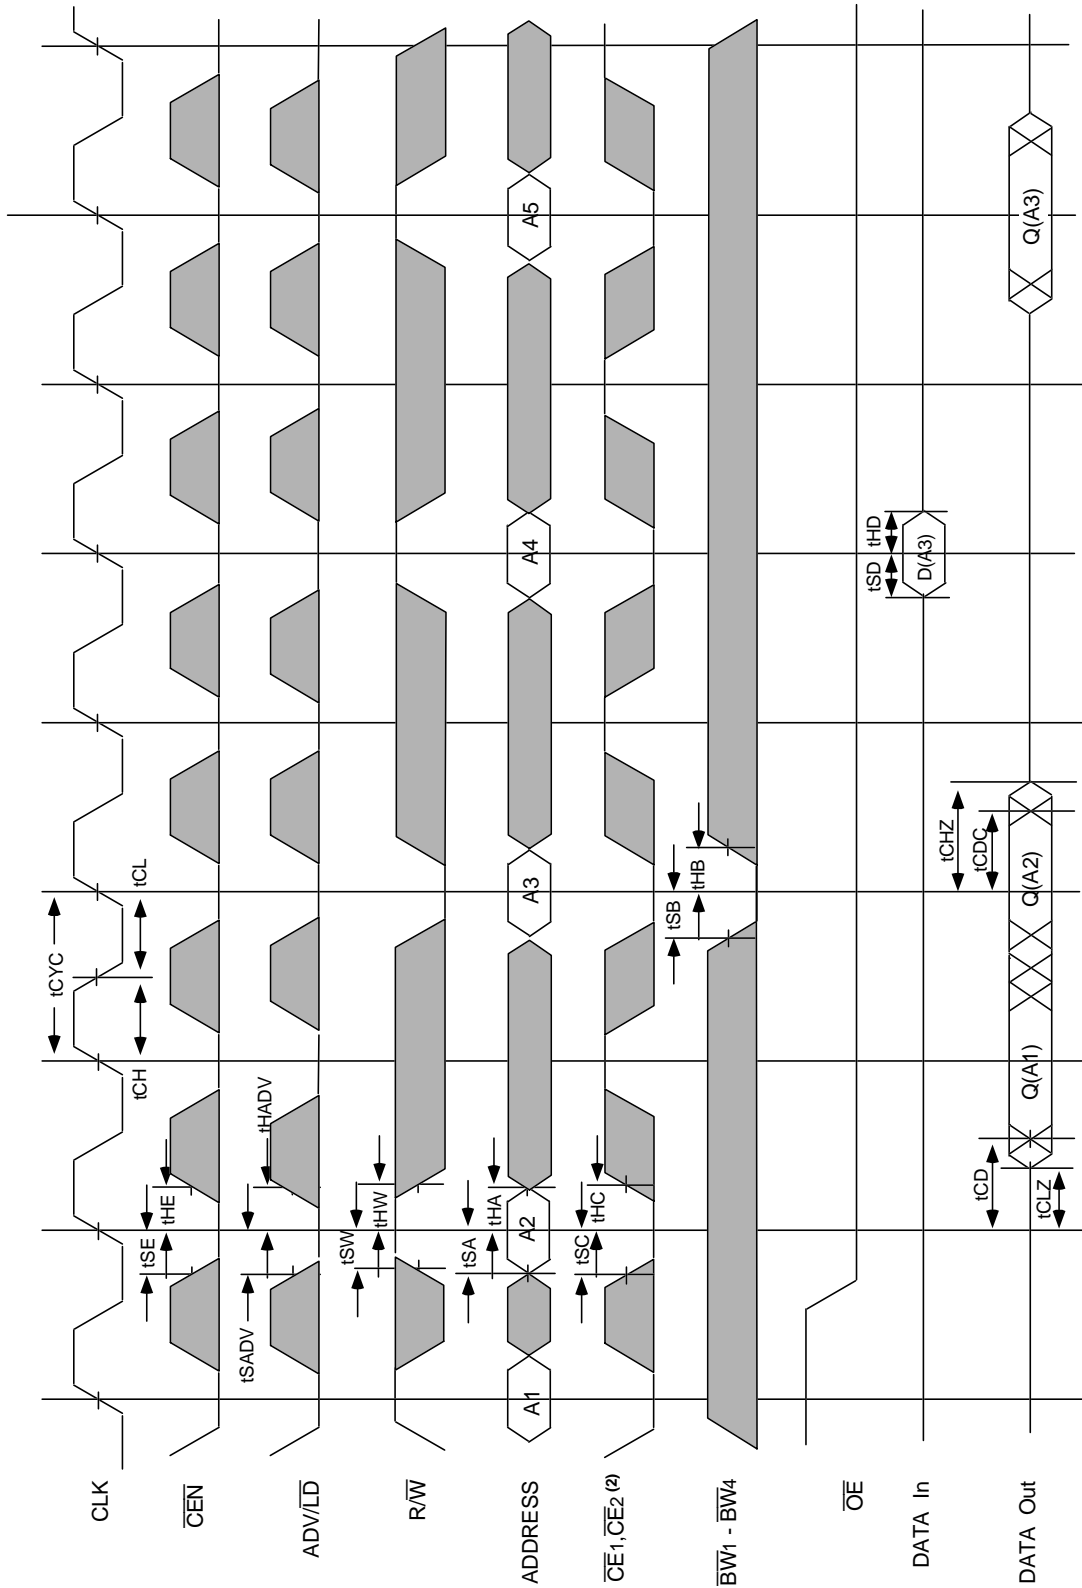 tCYC
tCH
tCL
CLK
tSE
tHE
CEN
tSADV
tHADV
ADV/LD
tSW
tHW
R/W
tSA
tHA
A1
A2
A3
A4
A5
ADDRESS
tSC
tHC
CE1, CE2 (2)
tSB
tHB
BW1 - BW4
OE
tSD
tHD
D(A3)
DATA In
tCHZ
tCD
tCDC
tCLZ
Q(A1)
Q(A2)
Q(A3)
DATA Out